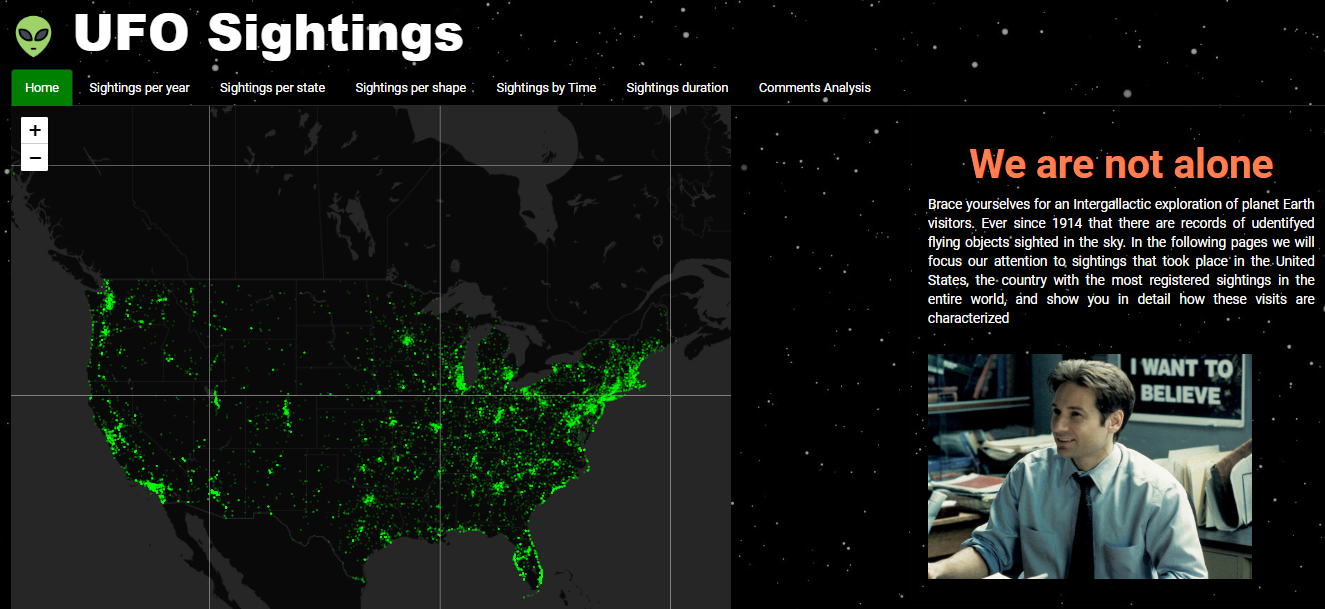 UFO Sightings
Home
Sightings per year
Sightings per state
Sightings per shape
Sightings by Time
Sightings duration
Comments Analysis
+
−
We are not alone
Brace yourselves for an Intergallactic exploration of planet Earth
visitors. Ever since 1914 that there are records of udentifyed
flying objects sighted in the sky. In the following pages we will
focus our attention to sightings that took place in the United
States, the country with the most registered sightings in the
entire world, and show you in detail how these visits are
characterized
I WANT TO
BELIEVE